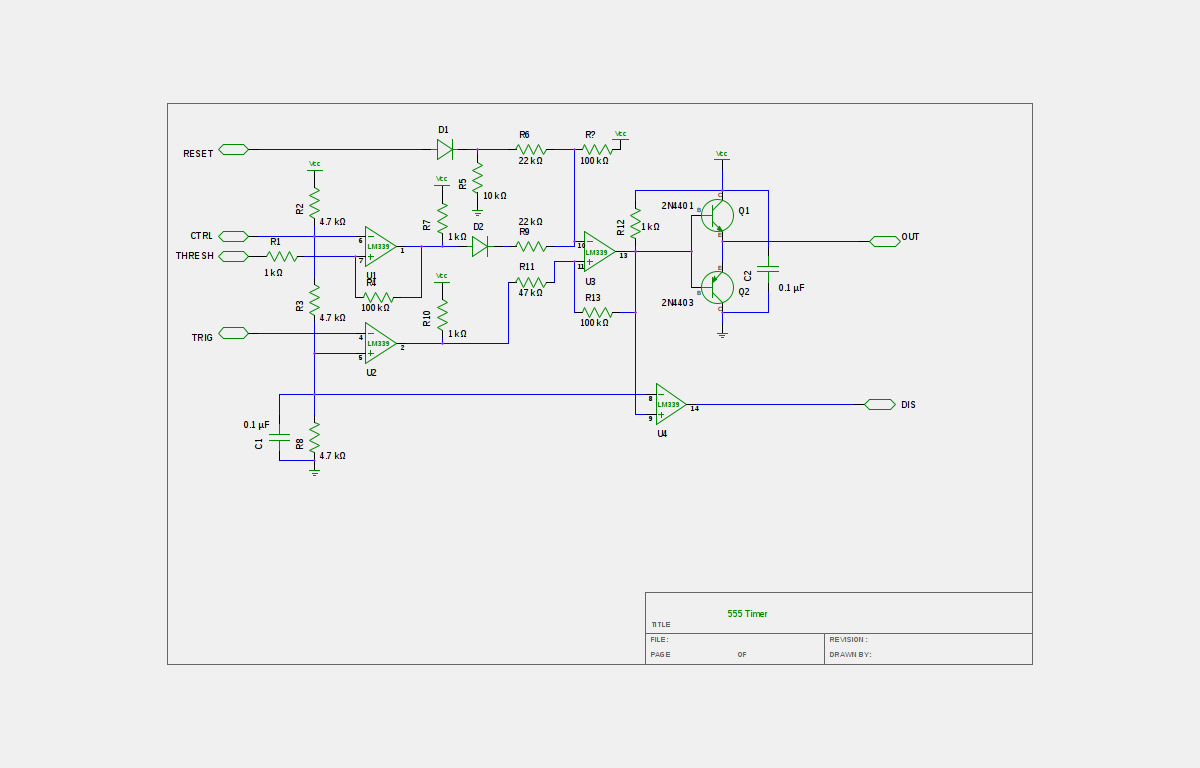 D1
R6
R?
Vcc
RESET
22 kΩ
100 kΩ
Vcc
Vcc
Vcc
R5
10 kΩ
R2
4.7 kΩ
R7
1 kΩ
D2
22 kΩ
R9
R12
1 kΩ
2N4401
C
B
E
Q1
CTRL
R1
THRESH
1 kΩ
6
7
LM339
1
U1
R4
100 kΩ
10
11
LM339
13
U3
OUT
R11
47 kΩ
Vcc
R3
4.7 kΩ
R10
1 kΩ
R13
100 kΩ
E
B
C
Q2
2N4403
C2
0.1 µF
TRIG
4
5
LM339
2
U2
8
9
LM339
14
U4
DIS
0.1 µF
C1
R8
4.7 kΩ
555 Timer
TITLE
FILE:
REVISION:
PAGE OF
DRAWN BY: